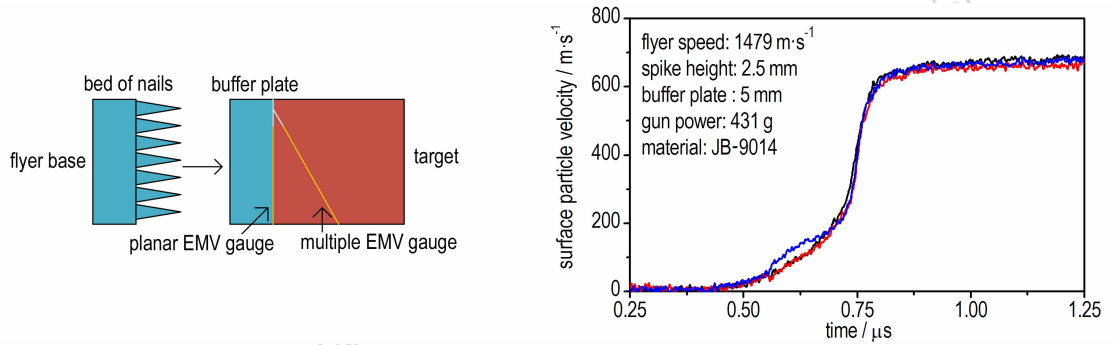 bed of nails
buffer plate
flyer base
target
planar EMV gauge
multiple EMV gauge
surface particle velocity / m·s⁻¹
800
600
400
200
0
flyer speed: 1479 m·s⁻¹
spike height: 2.5 mm
buffer plate : 5 mm
gun power: 431 g
material: JB-9014
0.25
0.50
0.75
1.00
1.25
time / μs